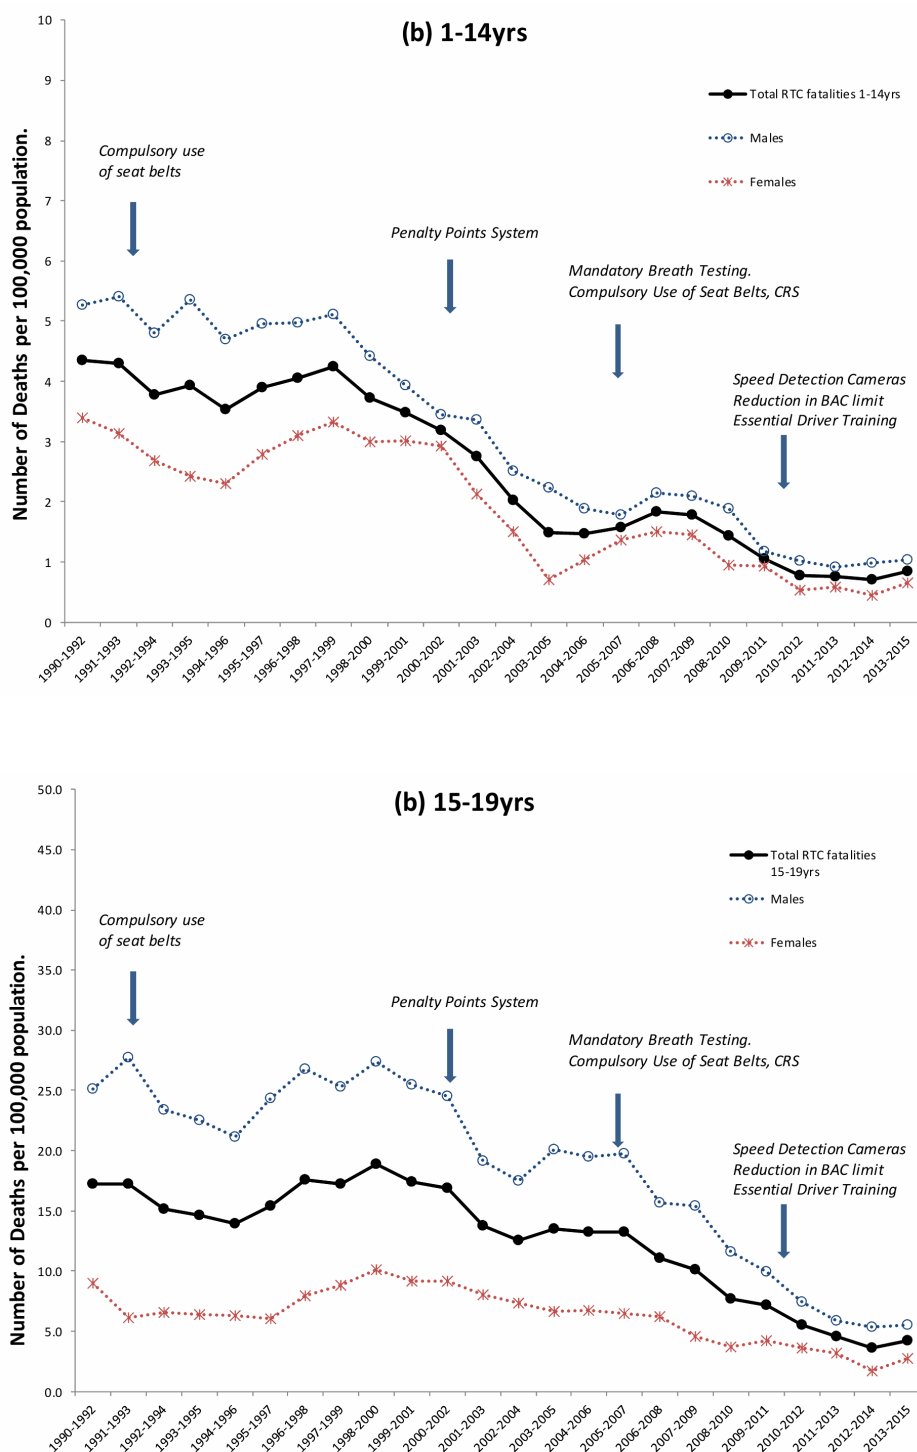 (b) 1-14yrs
10
9
8
7
6
5
4
3
2
1
0
Number of Deaths per 100,000 population.
Total RTC fatalities 1-14yrs
Males
Females
Compulsory use
of seat belts
Penalty Points System
Mandatory Breath Testing.
Compulsory Use of Seat Belts, CRS
Speed Detection Cameras
Reduction in BAC limit
Essential Driver Training
1990-1992
1991-1993
1992-1994
1993-1995
1994-1996
1995-1997
1996-1998
1997-1999
1998-2000
1999-2001
2000-2002
2001-2003
2002-2004
2003-2005
2004-2006
2005-2007
2006-2008
2007-2009
2008-2010
2009-2011
2010-2012
2011-2013
2012-2014
2013-2015
(b) 15-19yrs
50.0
45.0
40.0
35.0
30.0
25.0
20.0
15.0
10.0
5.0
0.0
Number of Deaths per 100,000 population.
Total RTC fatalities
15-19yrs
Males
Females
Compulsory use
of seat belts
Penalty Points System
Mandatory Breath Testing.
Compulsory Use of Seat Belts, CRS
Speed Detection Cameras
Reduction in BAC limit
Essential Driver Training
1990-1992
1991-1993
1992-1994
1993-1995
1994-1996
1995-1997
1996-1998
1997-1999
1998-2000
1999-2001
2000-2002
2001-2003
2002-2004
2003-2005
2004-2006
2005-2007
2006-2008
2007-2009
2008-2010
2009-2011
2010-2012
2011-2013
2012-2014
2013-2015